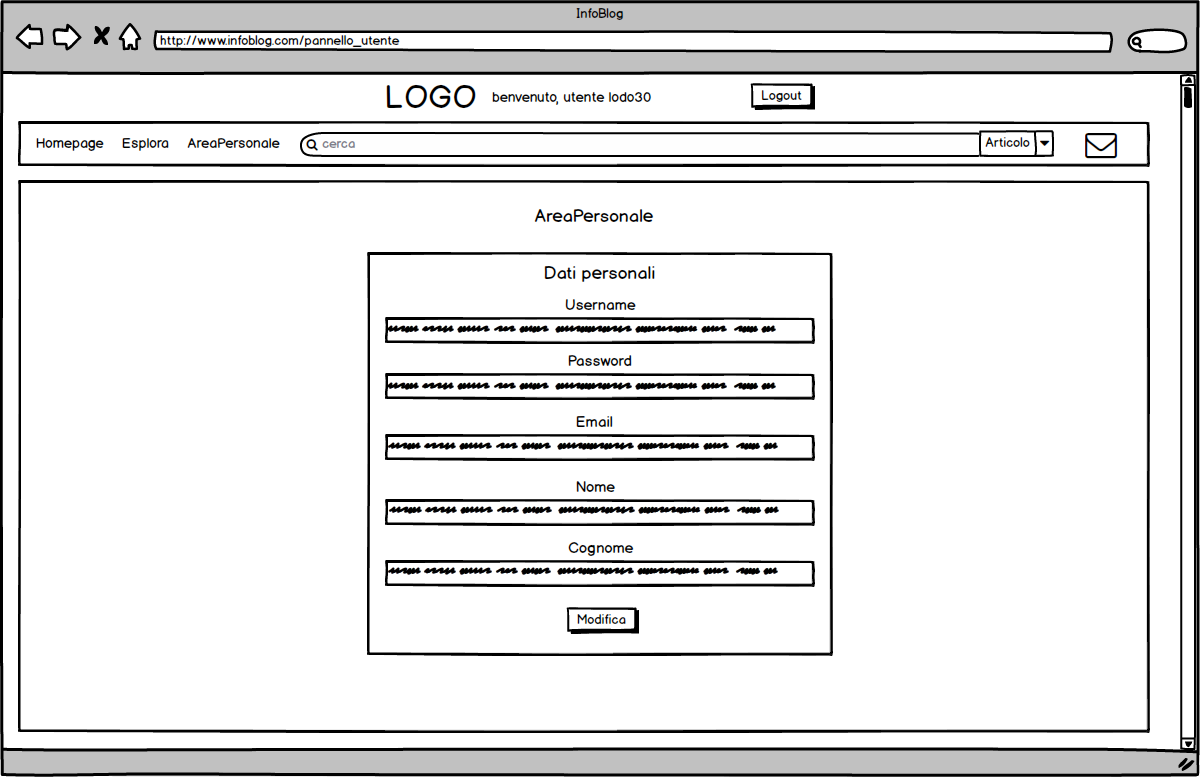 InfoBlog
http://www.infoblog.com/pannello_utente
LOGO benvenuto, utente lodo30 Logout
Homepage Esplora AreaPersonale cerca Articolo
AreaPersonale
Dati personali
Username
Password
Email
Nome
Cognome
Modifica